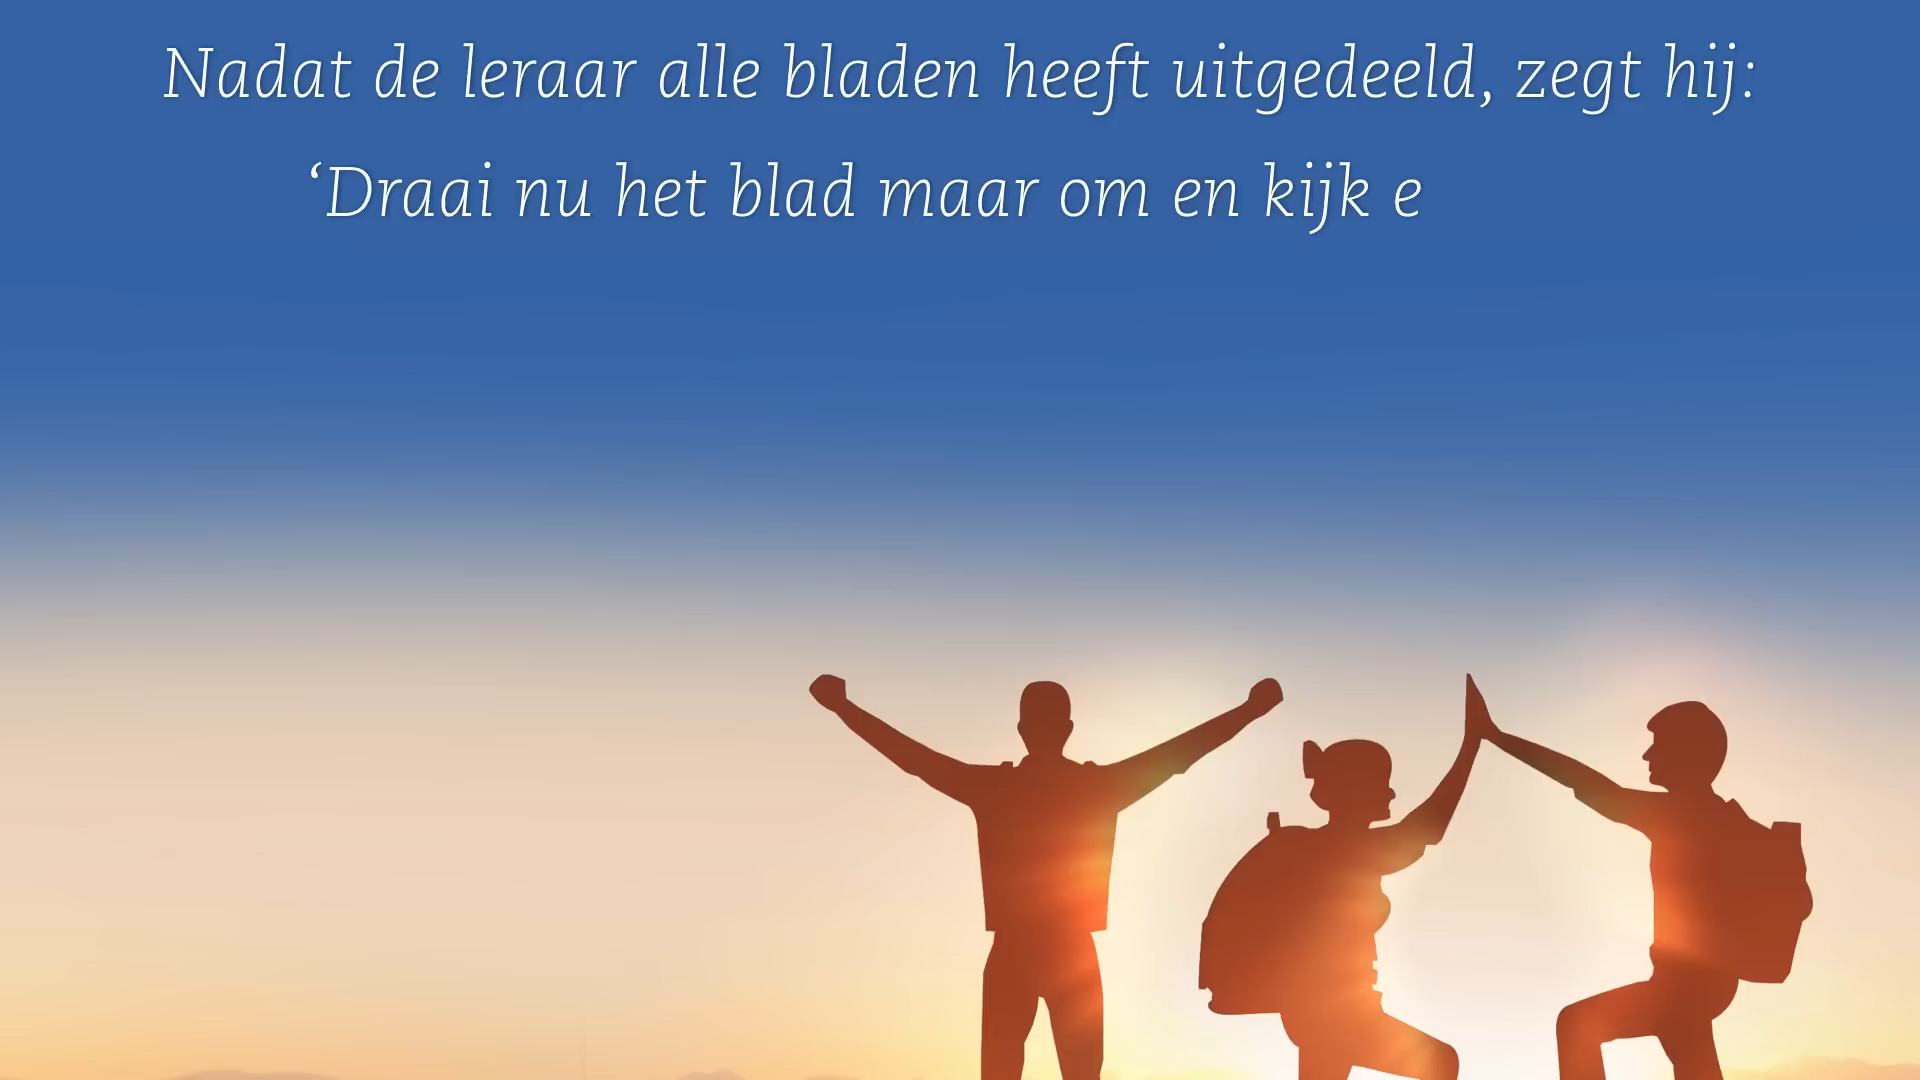 Nadat de leraar alle bladen heeft uitgedeeld, zegt hij:
‘Draai nu het blad maar om en kijk e